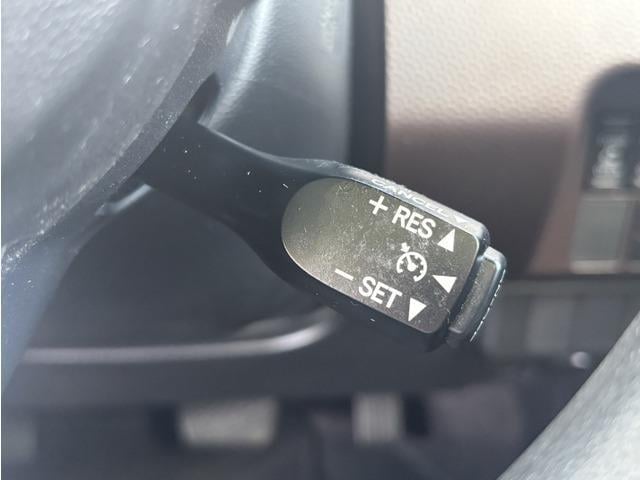 CANCEL
+ RES ▲
◀
− SET ▼